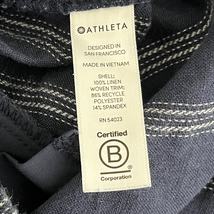 ATHLETA
DESIGNED IN
SAN FRANCISCO
MADE IN VIETNAM
SHELL:
100% LINEN
WOVEN TRIM:
86% RECYCLE
POLYESTER
14% SPANDEX
RN 54023
Certified
B
Corporation